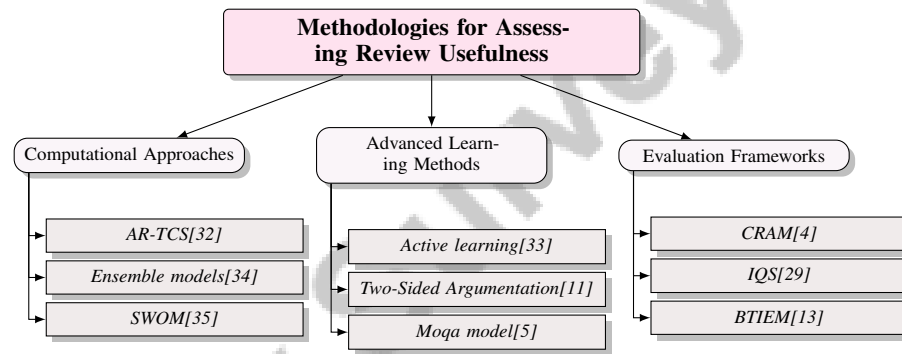 Methodologies for Assess-
ing Review Usefulness
Computational Approaches
AR-TCS[32]
Ensemble models[34]
SWOM[35]
Advanced Learn-
ing Methods
Active learning[33]
Two-Sided Argumentation[11]
Moqa model[5]
Evaluation Frameworks
CRAM[4]
IQS[29]
BTIEM[13]
survey